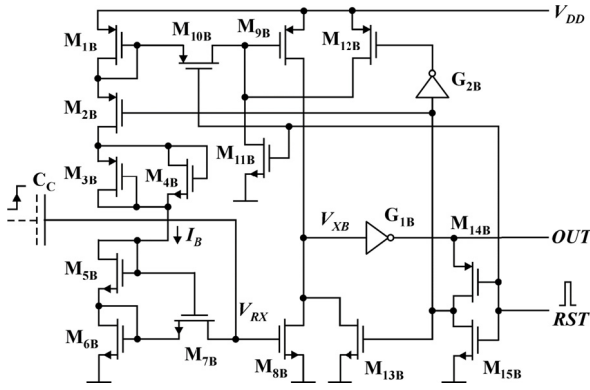 V_DD
M_1B
M_10B
M_9B
M_12B
G_2B
M_2B
M_11B
M_3B
M_4B
C_C
I_B
V_XB
G_1B
M_14B
OUT
M_5B
V_RX
RST
M_6B
M_7B
M_8B
M_13B
M_15B